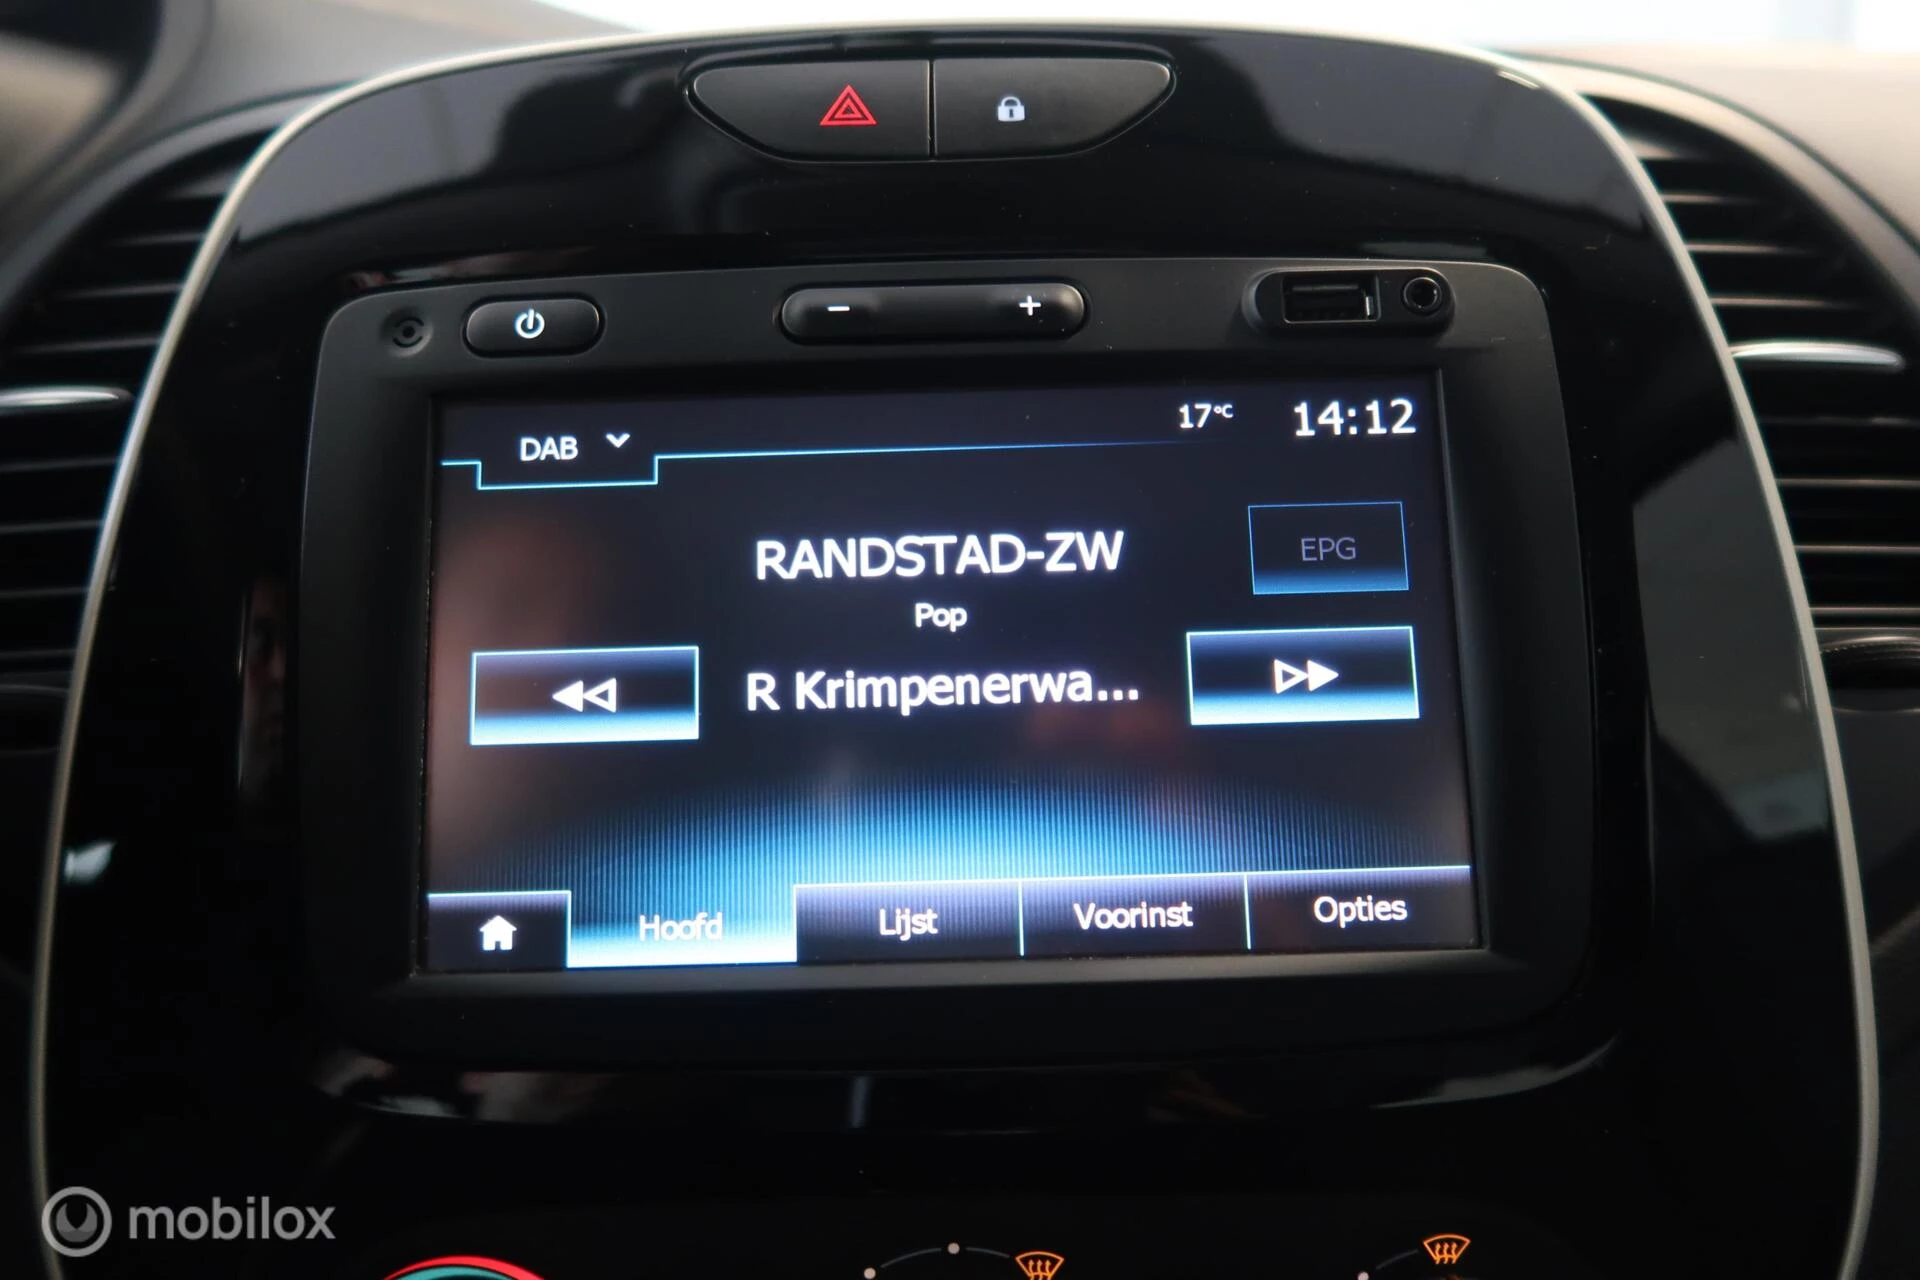 DAB
17°C 14:12
RANDSTAD-ZW
EPG
Pop
R Krimpenerwa...
Hoofd Lijst Voorinst Opties
mobilox